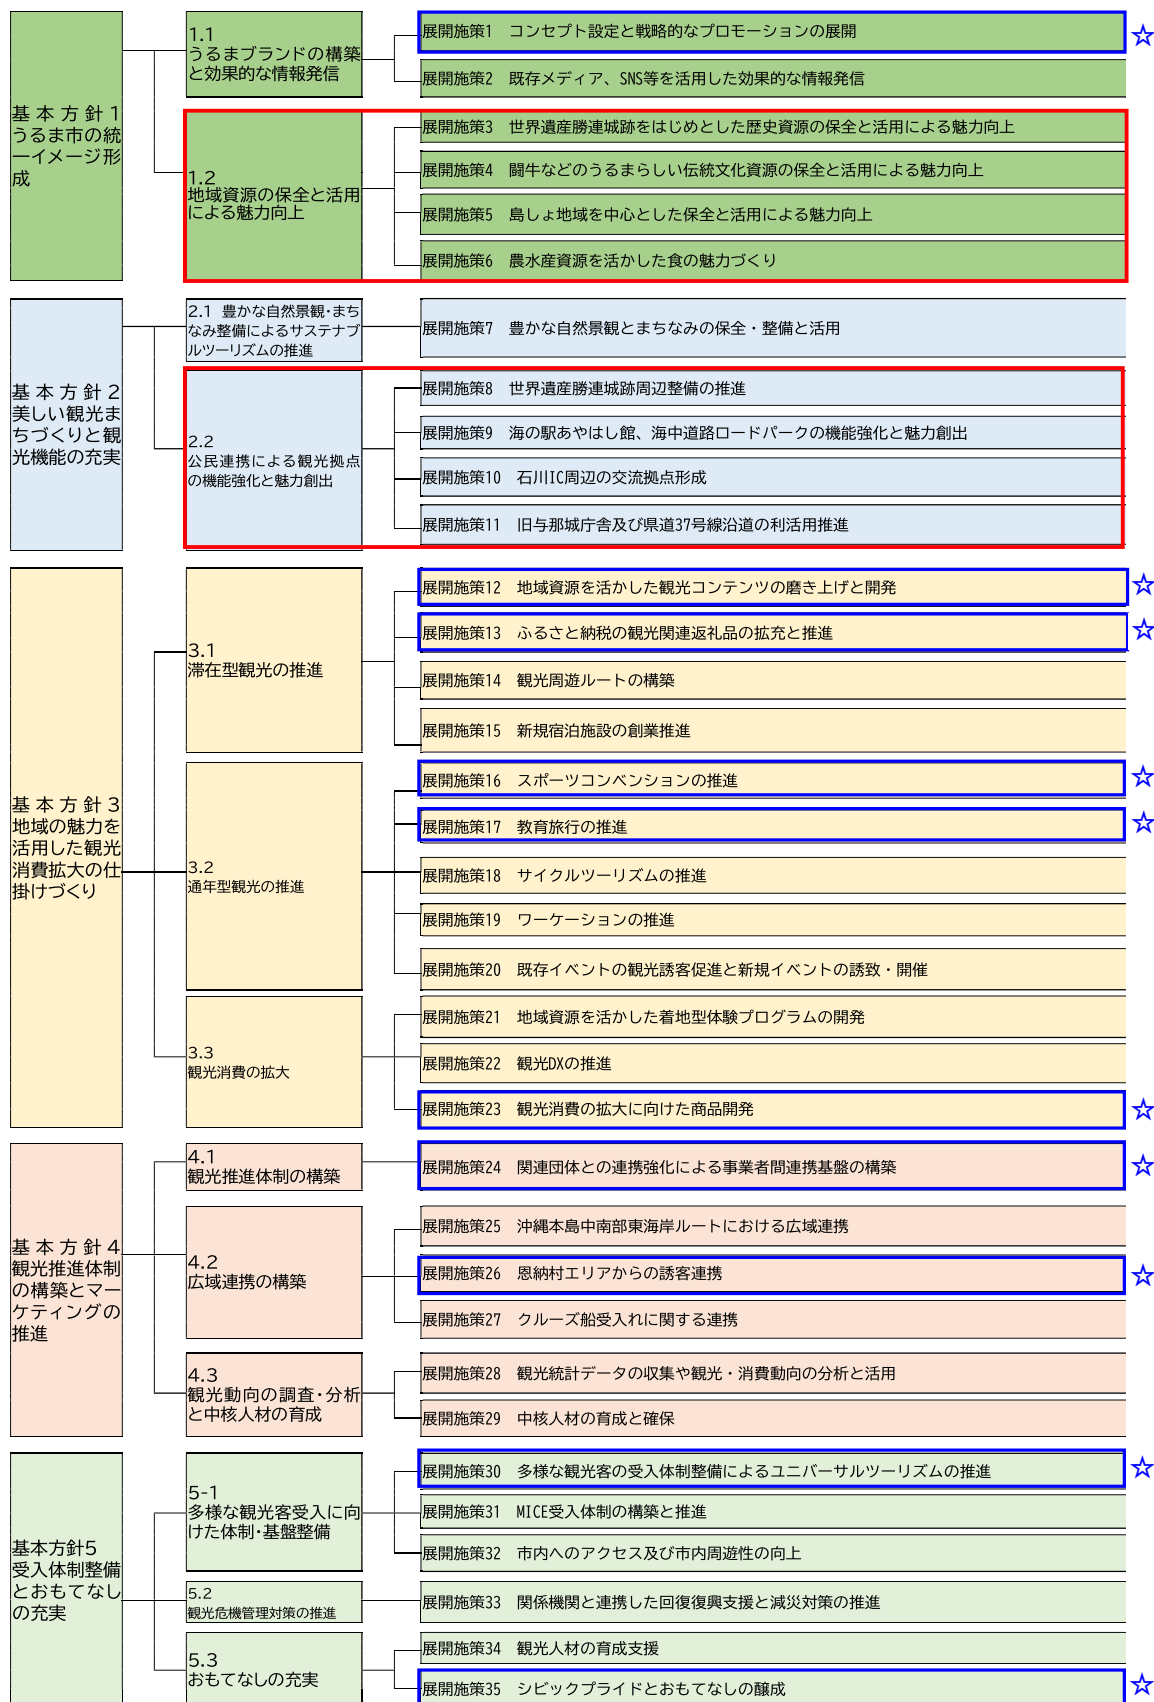 基本方針1
うるま市の統
一イメージ形
成
1.1
うるまブランドの構築
と効果的な情報発信
展開施策1　コンセプト設定と戦略的なプロモーションの展開
☆
展開施策2　既存メディア、SNS等を活用した効果的な情報発信
1.2
地域資源の保全と活用
による魅力向上
展開施策3　世界遺産勝連城跡をはじめとした歴史資源の保全と活用による魅力向上
展開施策4　闘牛などのうるまらしい伝統文化資源の保全と活用による魅力向上
展開施策5　島しょ地域を中心とした保全と活用による魅力向上
展開施策6　農水産資源を活かした食の魅力づくり
基本方針2
美しい観光ま
ちづくりと観
光機能の充実
2.1 豊かな自然景観･まち
なみ整備によるサステナブ
ルツーリズムの推進
展開施策7　豊かな自然景観とまちなみの保全・整備と活用
2.2
公民連携による観光拠点
の機能強化と魅力創出
展開施策8　世界遺産勝連城跡周辺整備の推進
展開施策9　海の駅あやはし館、海中道路ロードパークの機能強化と魅力創出
展開施策10　石川IC周辺の交流拠点形成
展開施策11　旧与那城庁舎及び県道37号線沿道の利活用推進
基本方針3
地域の魅力を
活用した観光
消費拡大の仕
掛けづくり
3.1
滞在型観光の推進
展開施策12　地域資源を活かした観光コンテンツの磨き上げと開発
☆
展開施策13　ふるさと納税の観光関連返礼品の拡充と推進
☆
展開施策14　観光周遊ルートの構築
展開施策15　新規宿泊施設の創業推進
3.2
通年型観光の推進
展開施策16　スポーツコンベンションの推進
☆
展開施策17　教育旅行の推進
☆
展開施策18　サイクルツーリズムの推進
展開施策19　ワーケーションの推進
展開施策20　既存イベントの観光誘客促進と新規イベントの誘致・開催
3.3
観光消費の拡大
展開施策21　地域資源を活かした着地型体験プログラムの開発
展開施策22　観光DXの推進
展開施策23　観光消費の拡大に向けた商品開発
☆
基本方針4
観光推進体制
の構築とマー
ケティングの
推進
4.1
観光推進体制の構築
展開施策24　関連団体との連携強化による事業者間連携基盤の構築
☆
4.2
広域連携の構築
展開施策25　沖縄本島中南部東海岸ルートにおける広域連携
展開施策26　恩納村エリアからの誘客連携
☆
展開施策27　クルーズ船受入れに関する連携
4.3
観光動向の調査･分析
と中核人材の育成
展開施策28　観光統計データの収集や観光・消費動向の分析と活用
展開施策29　中核人材の育成と確保
基本方針5
受入体制整備
とおもてなし
の充実
5-1
多様な観光客受入に向
けた体制･基盤整備
展開施策30　多様な観光客の受入体制整備によるユニバーサルツーリズムの推進
☆
展開施策31　MICE受入体制の構築と推進
展開施策32　市内へのアクセス及び市内周遊性の向上
5.2
観光危機管理対策の推進
展開施策33　関係機関と連携した回復復興支援と減災対策の推進
5.3
おもてなしの充実
展開施策34　観光人材の育成支援
展開施策35　シビックプライドとおもてなしの醸成
☆